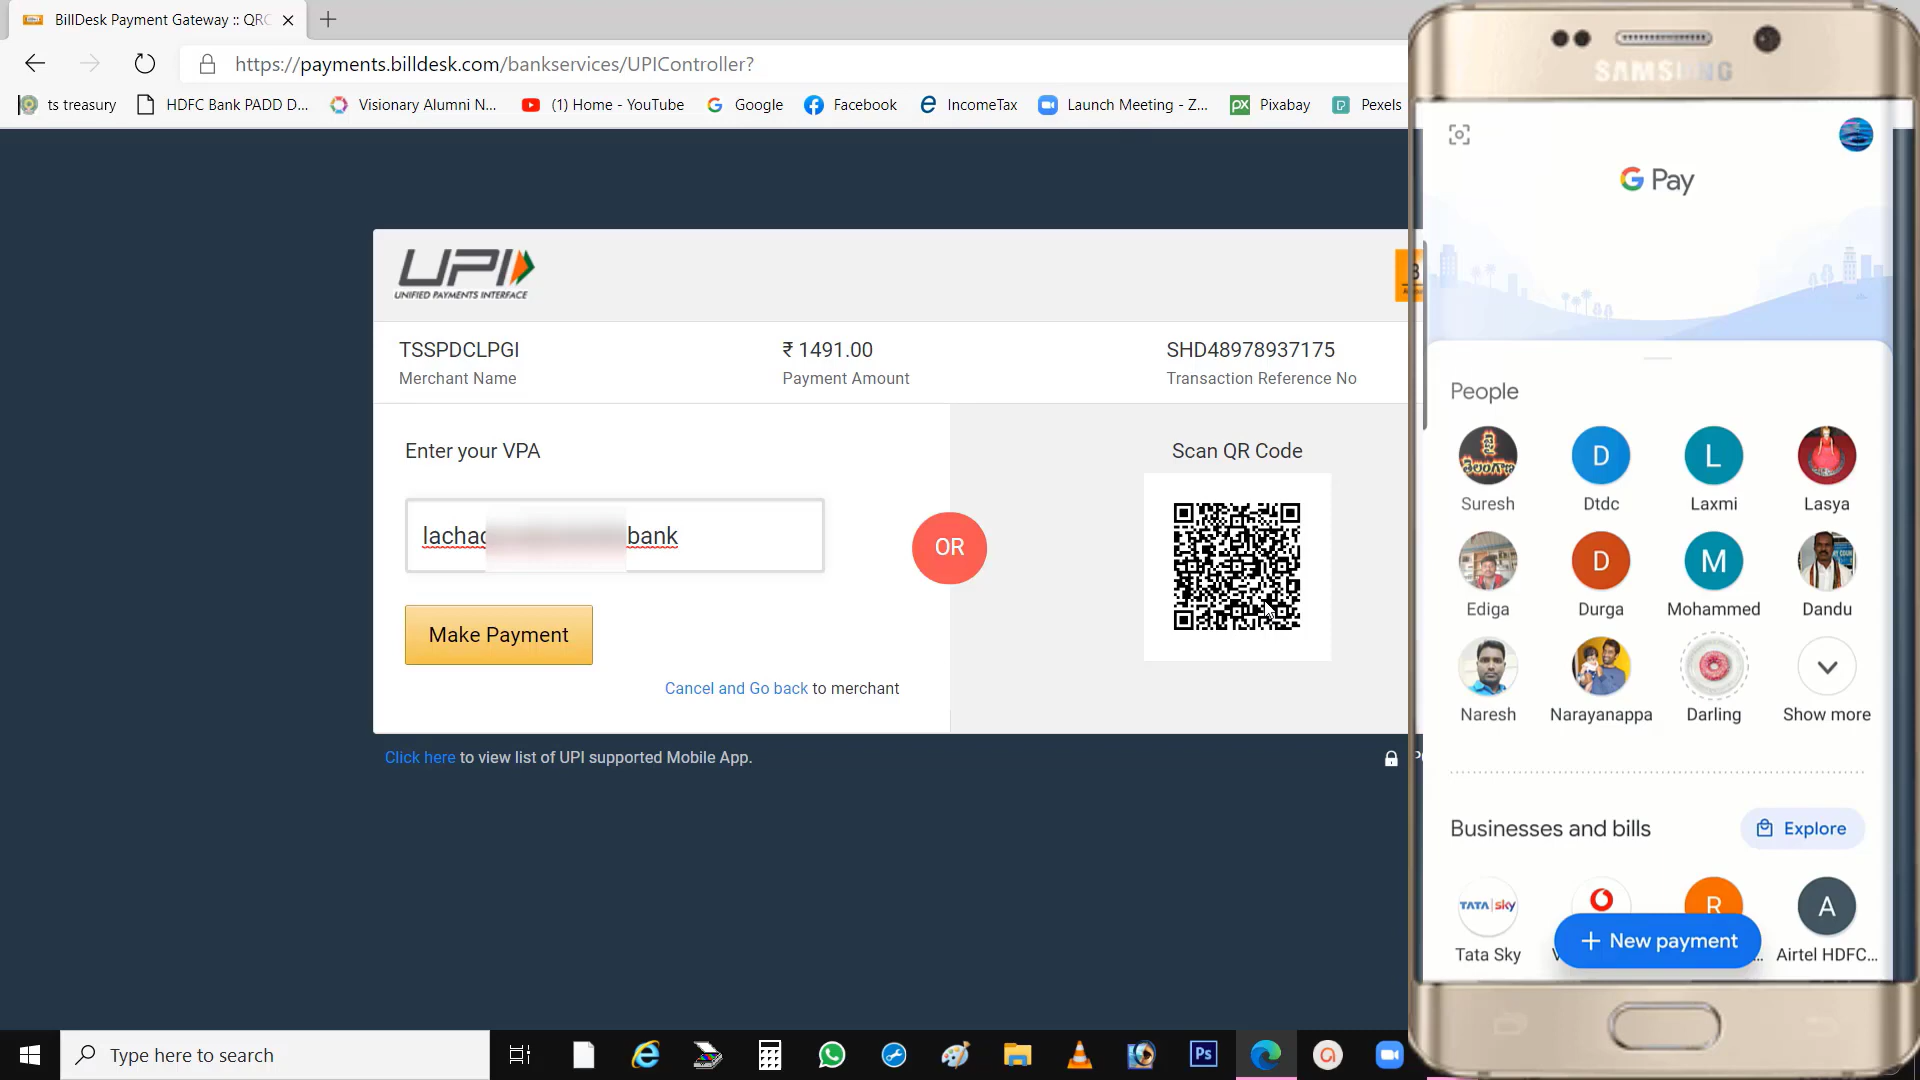 BillDesk Payment Gateway :: QRC
https://payments.billdesk.com/bankservices/UPIController?
ts treasury
HDFC Bank PADD D...
Visionary Alumni N...
(1) Home - YouTube
Google
Facebook
IncomeTax
Launch Meeting - Z...
Pixabay
Pexels
UPI
UNIFIED PAYMENTS INTERFACE
TSSPDCLPGI
₹ 1491.00
SHD48978937175
Merchant Name
Payment Amount
Transaction Reference No
Enter your VPA
Scan QR Code
bank
OR
Make Payment
Cancel and Go back to merchant
Click here to view list of UPI supported Mobile App.
Type here to search
SAMSUNG
G Pay
People
జై
తెలంగాణ
D
L
Suresh
Dtdc
Laxmi
Lasya
D
M
Ediga
Durga
Mohammed
Dandu
Naresh
Narayanappa
Darling
Show more
Businesses and bills
Explore
TATA sky
R
A
Tata Sky
Airtel HDFC...
+ New payment
PX
P
Ps